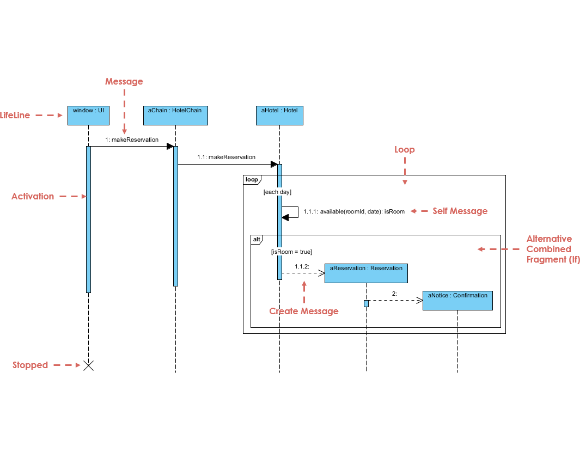 Message
window : UI
aChain : HotelChain
aHotel : Hotel
LifeLine
1: makeReservation
1.1: makeReservation
Loop
loop
[each day]
Activation
1.1.1: available(roomId, date): isRoom
Self Message
alt
Alternative
Combined
Fragment (If)
[isRoom = true]
1.1.2:
aReservation : Reservation
2:
aNotice : Confirmation
Create Message
Stopped